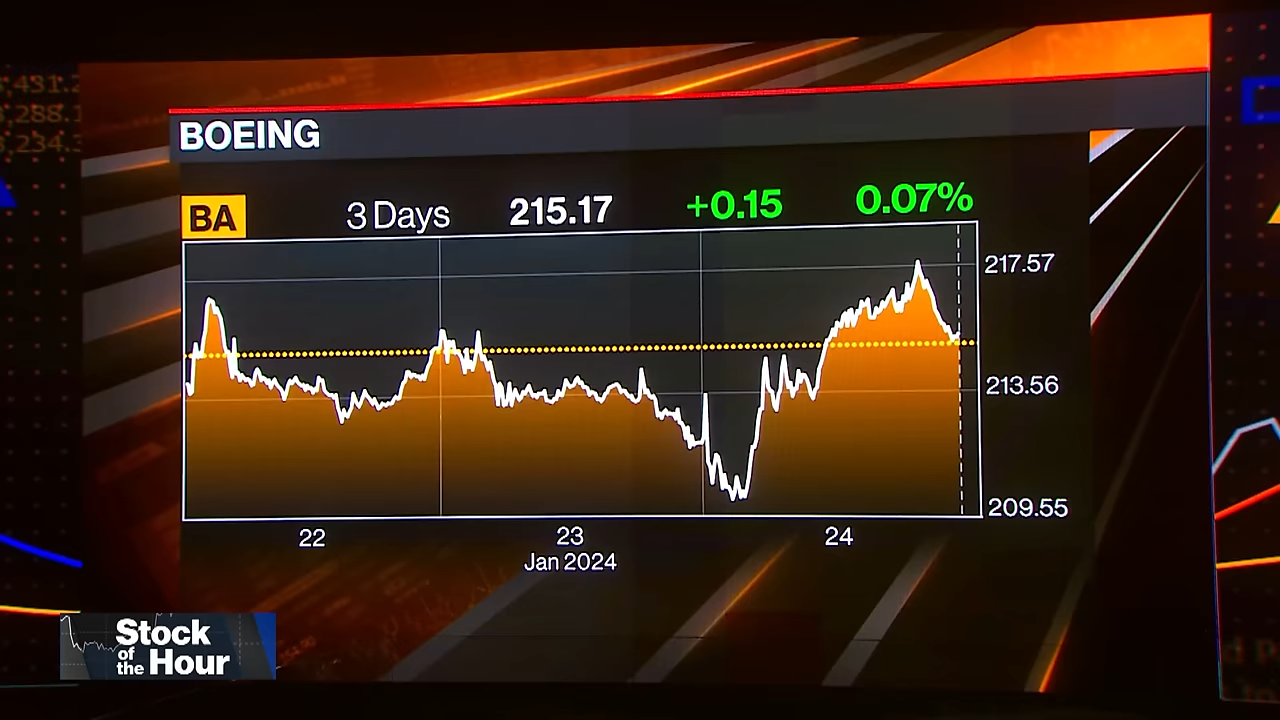 BOEING
BA 3 Days 215.17 +0.15 0.07%
217.57
213.56
209.55
22 23 24
Jan 2024
Stock
of
the Hour